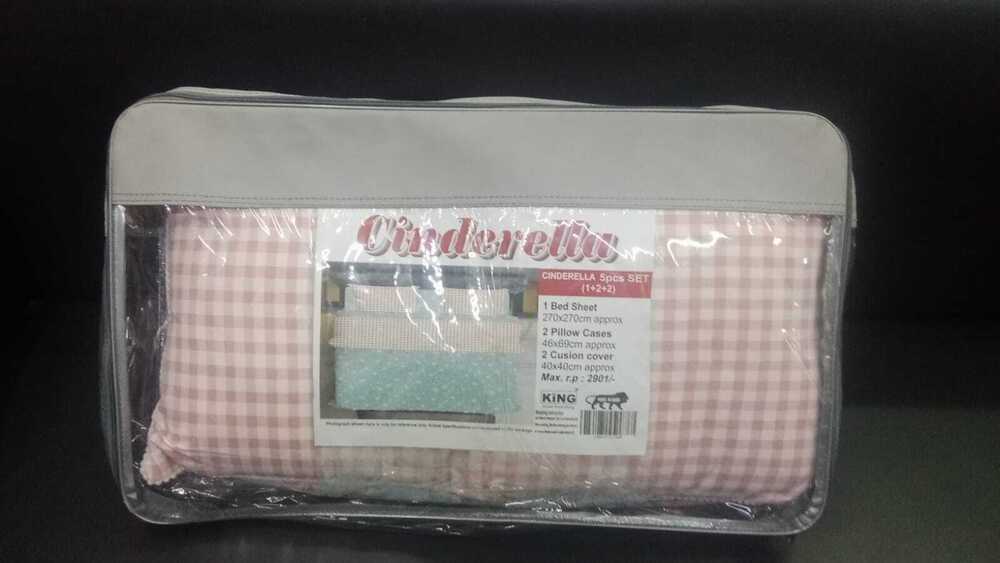 Cinderella
CINDERELLA 5pcs SET
(1+2+2)
1 Bed Sheet
270x270cm approx
2 Pillow Cases
46x69cm approx
2 Cusion cover
40x40cm approx
Max. r.p : 2901/-
KiNG